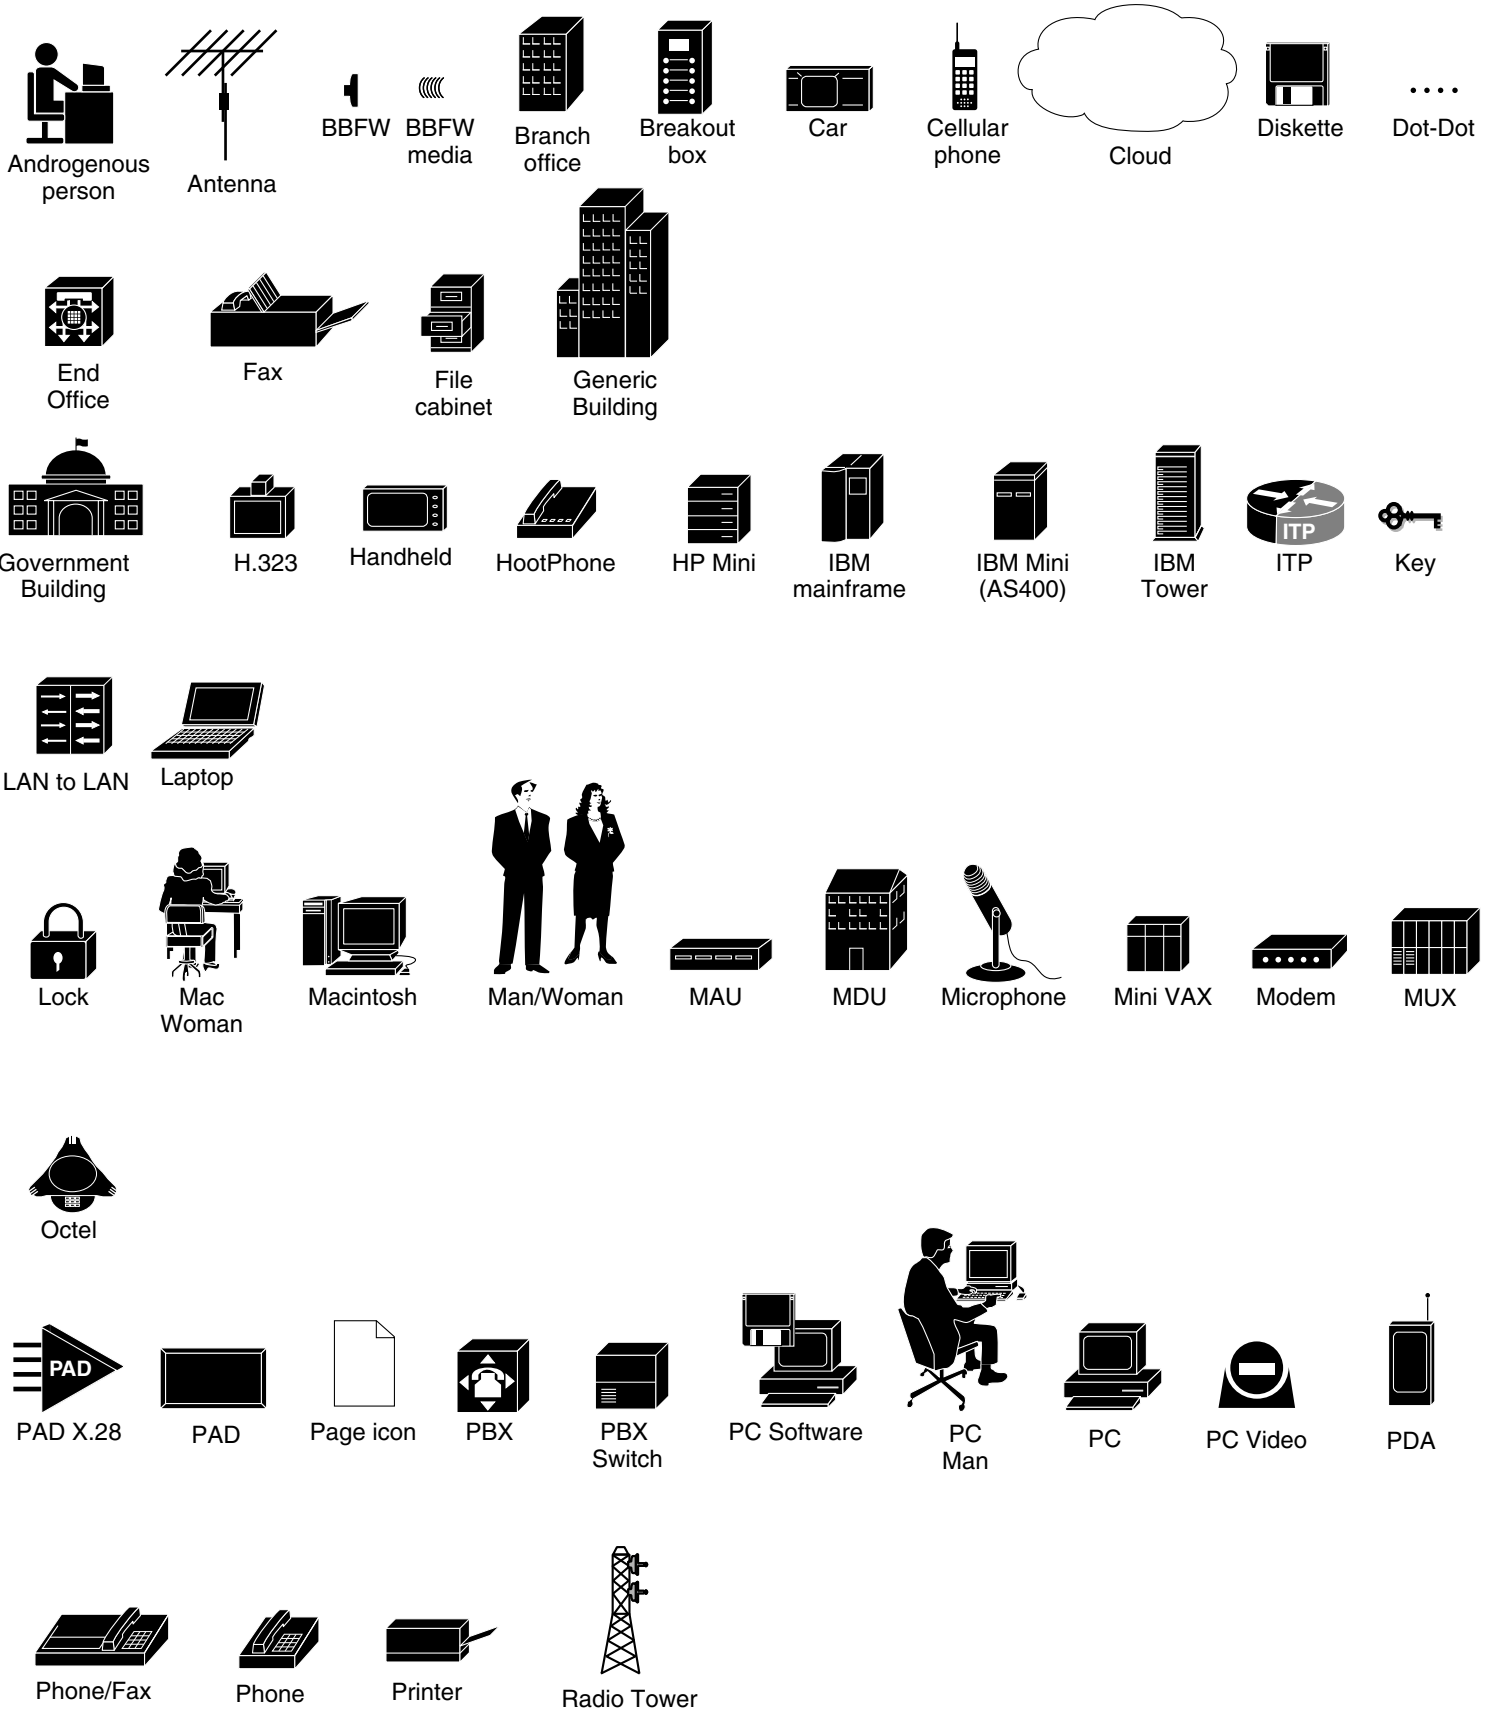 Androgenous
person
Antenna
BBFW
BBFW
media
Branch
office
Breakout
box
Car
Cellular
phone
Cloud
Diskette
Dot-Dot
End
Office
Fax
File
cabinet
Generic
Building
Government
Building
H.323
Handheld
HootPhone
HP Mini
IBM
mainframe
IBM Mini
(AS400)
IBM
Tower
ITP
ITP
Key
LAN to LAN
Laptop
Lock
Mac
Woman
Macintosh
Man/Woman
MAU
MDU
Microphone
Mini VAX
Modem
MUX
Octel
PAD
PAD X.28
PAD
Page icon
PBX
PBX
Switch
PC Software
PC
Man
PC
PC Video
PDA
Phone/Fax
Phone
Printer
Radio Tower